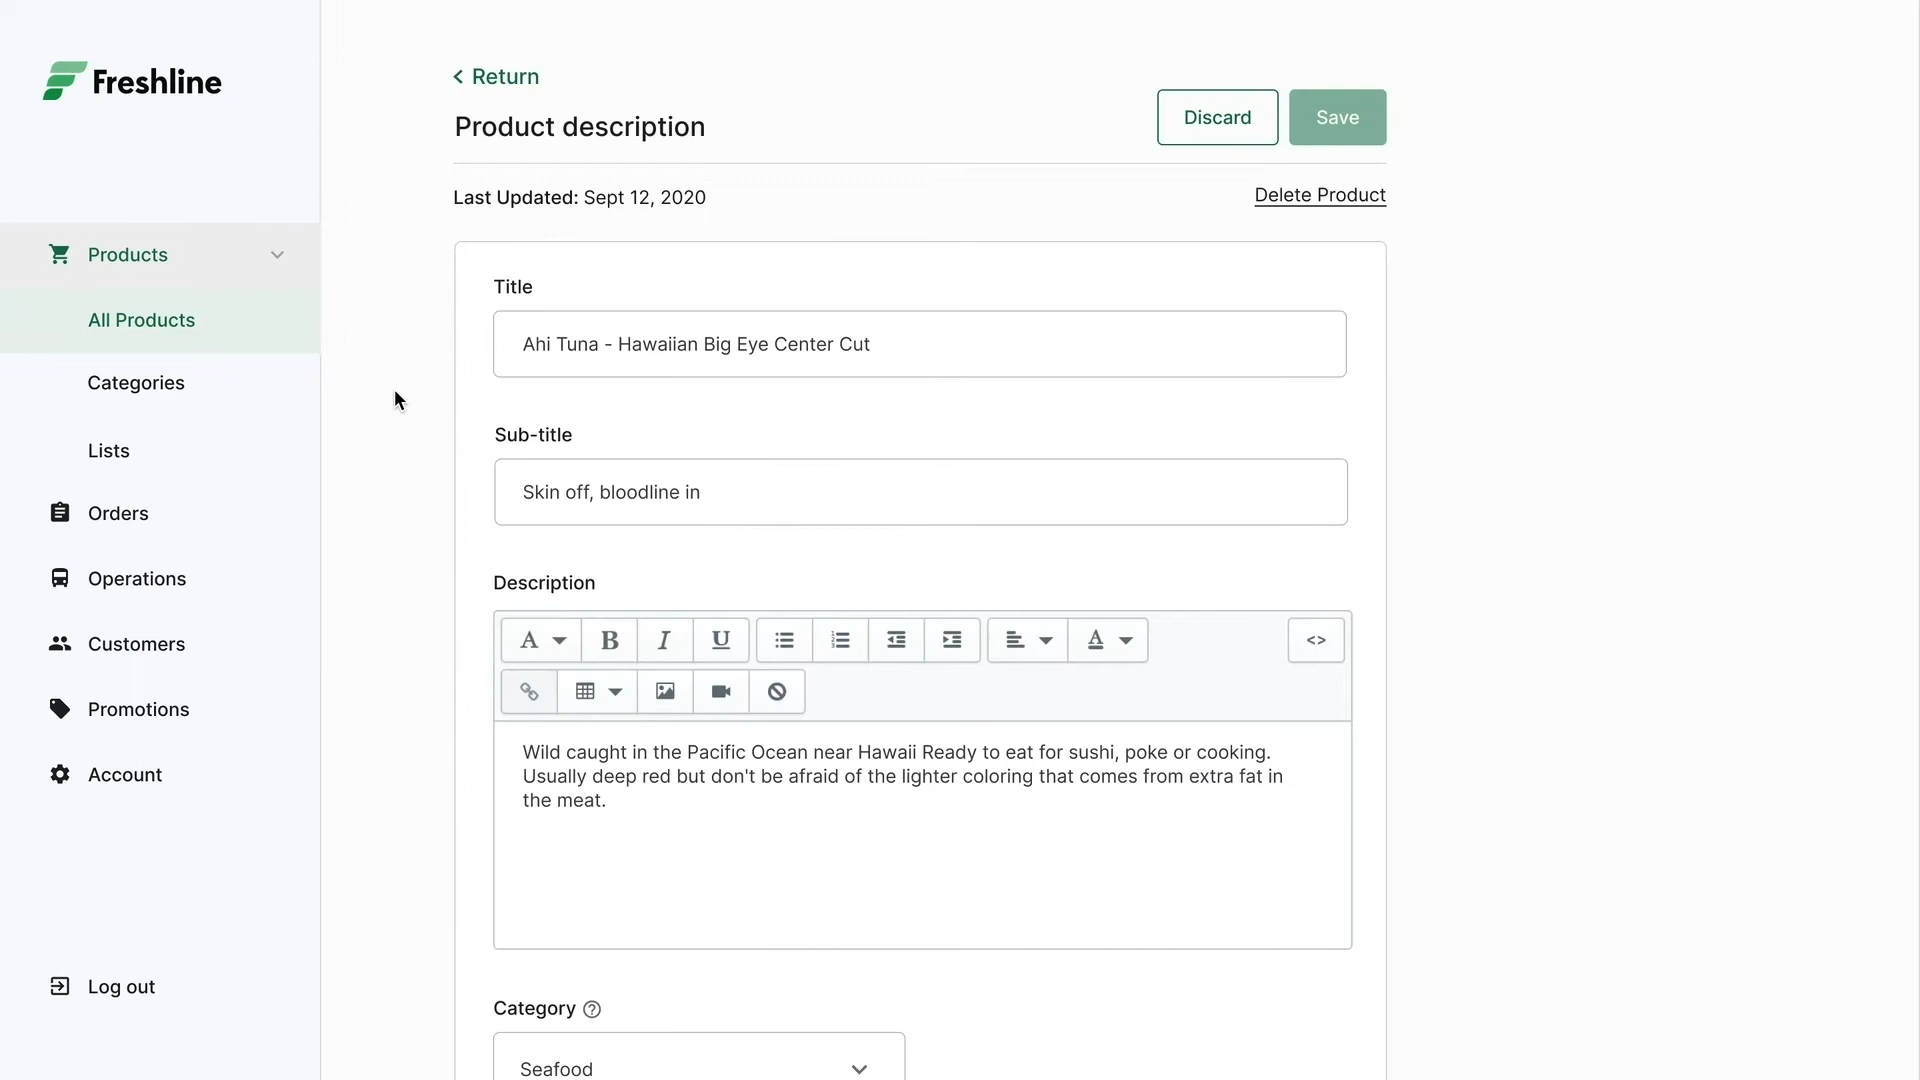 Freshline
Products
All Products
Categories
Lists
Orders
Operations
Customers
Promotions
Account
Log out
Return
Product description
Discard
Save
Last Updated: Sept 12, 2020
Delete Product
Title
Ahi Tuna - Hawaiian Big Eye Center Cut
Sub-title
Skin off, bloodline in
Description
A B I U A <>
Wild caught in the Pacific Ocean near Hawaii Ready to eat for sushi, poke or cooking.
Usually deep red but don't be afraid of the lighter coloring that comes from extra fat in
the meat.
Category ?
Seafood